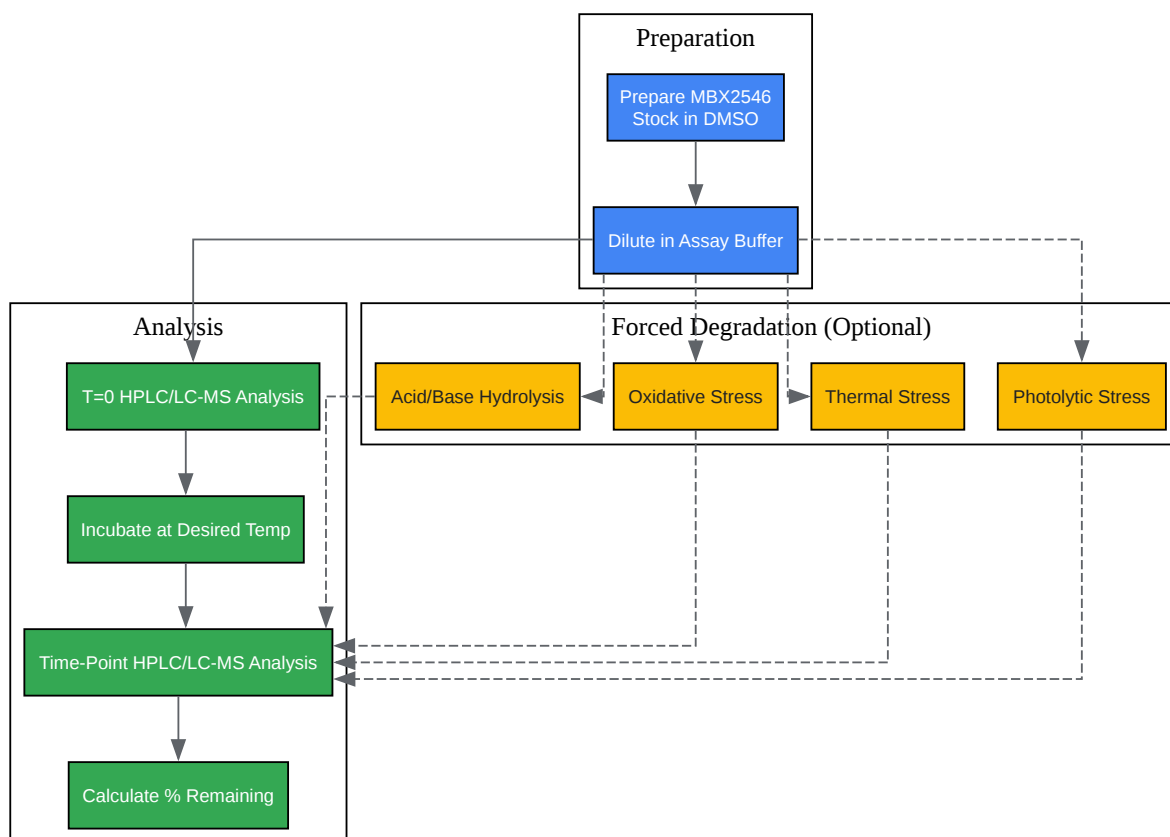 Preparation
Prepare MBX2546
Stock in DMSO
Dilute in Assay Buffer
Analysis
Forced Degradation (Optional)
T=0 HPLC/LC-MS Analysis
Acid/Base Hydrolysis
Oxidative Stress
Thermal Stress
Photolytic Stress
Incubate at Desired Temp
Time-Point HPLC/LC-MS Analysis
Calculate % Remaining